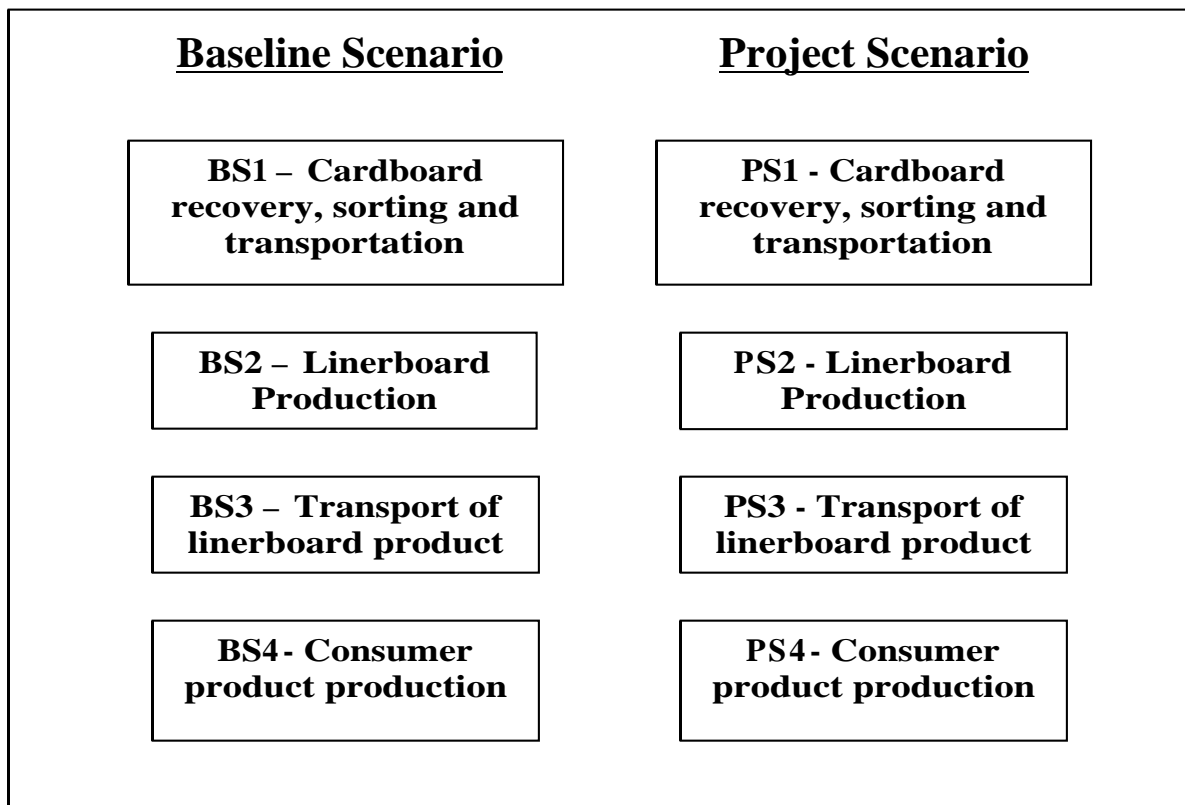 Baseline Scenario
BS1 – Cardboard
recovery, sorting and
transportation
BS2 – Linerboard
Production
BS3 – Transport of
linerboard product
BS4- Consumer
product production
Project Scenario
PS1 - Cardboard
recovery, sorting and
transportation
PS2 - Linerboard
Production
PS3 - Transport of
linerboard product
PS4- Consumer
product production